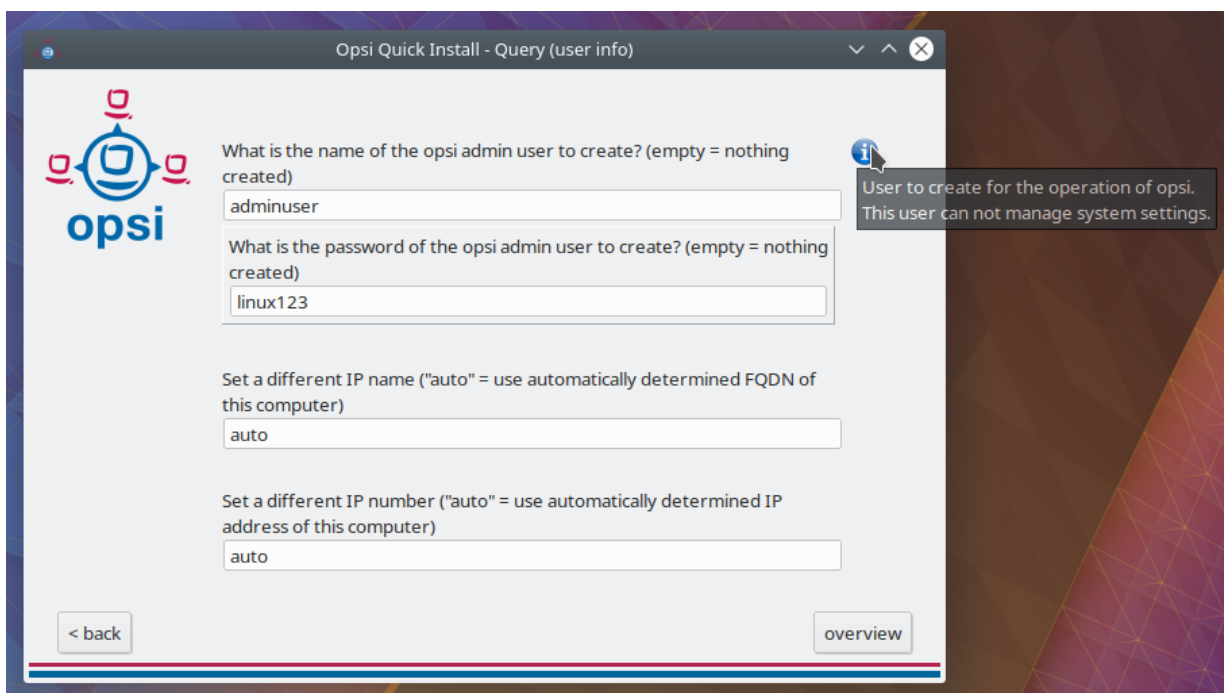 Opsi Quick Install - Query (user info)
opsi
What is the name of the opsi admin user to create? (empty = nothing
created)
adminuser
User to create for the operation of opsi.
This user can not manage system settings.
What is the password of the opsi admin user to create? (empty = nothing
created)
linux123
Set a different IP name ("auto" = use automatically determined FQDN of
this computer)
auto
Set a different IP number ("auto" = use automatically determined IP
address of this computer)
auto
< back
overview